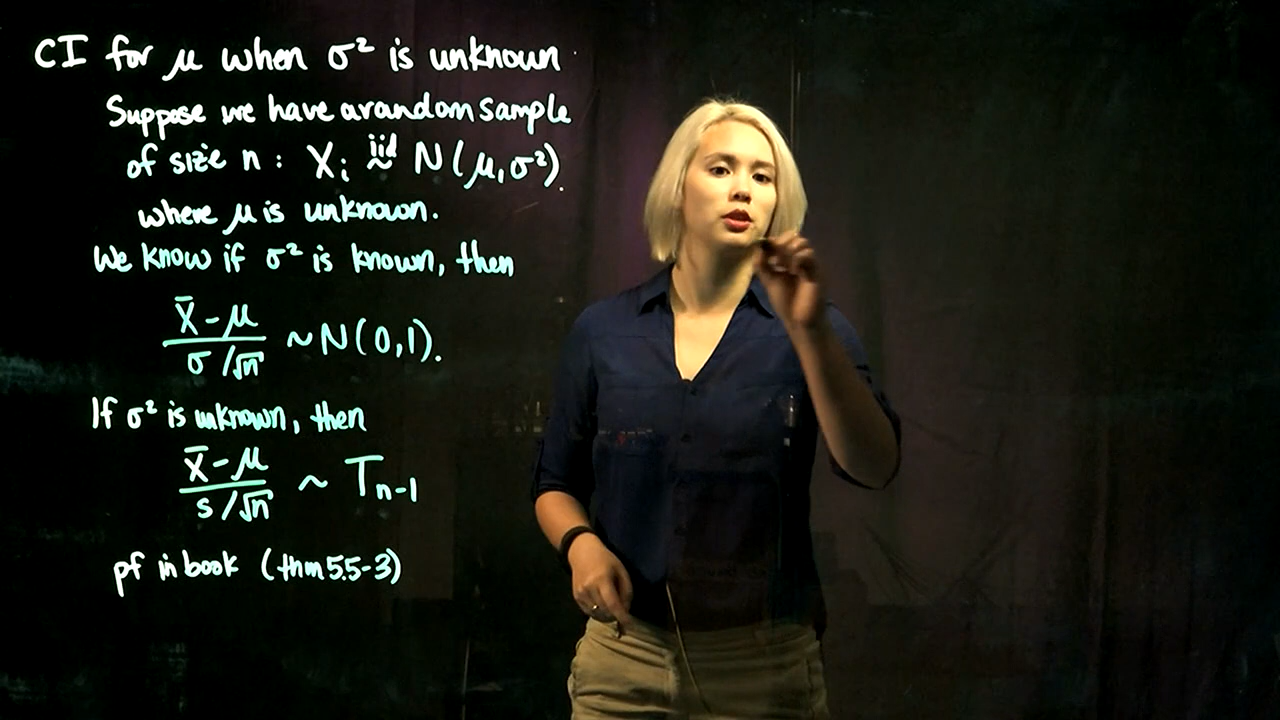 CI for μ when σ² is unknown
Suppose we have a random sample
of size n : Xᵢ iid ~ N(μ, σ²).
where μ is unknown.
We know if σ² is known, then
x̄ - μ
σ/√n ~ N(0,1).
If σ² is unknown, then
x̄ - μ
s/√n ~ Tₙ₋₁
pf in book (thm 5.5-3)